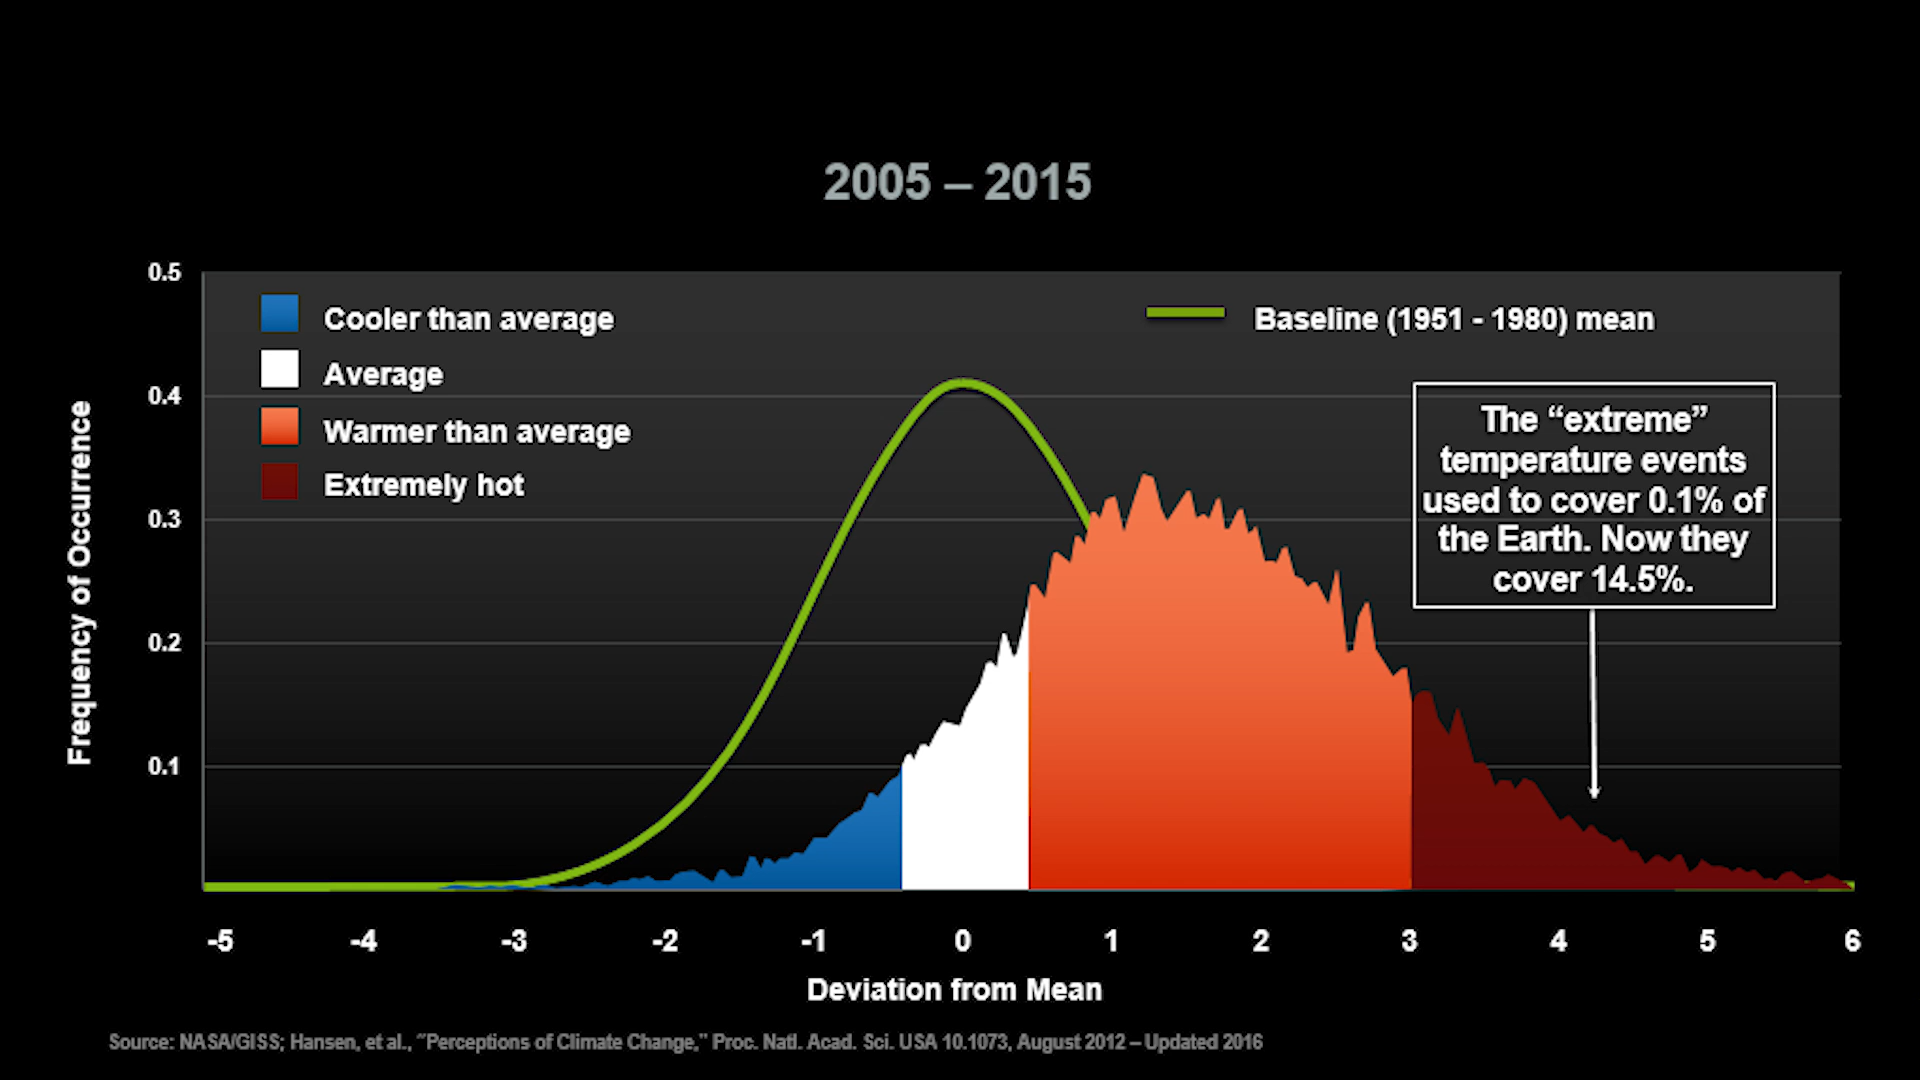 2005 – 2015
0.5
0.4
0.3
0.2
0.1
Frequency of Occurrence
Cooler than average
Average
Warmer than average
Extremely hot
Baseline (1951 - 1980) mean
The “extreme”
temperature events
used to cover 0.1% of
the Earth. Now they
cover 14.5%.
-5 -4 -3 -2 -1 0 1 2 3 4 5 6
Deviation from Mean
Source: NASA/GISS; Hansen, et al., “Perceptions of Climate Change,” Proc. Natl. Acad. Sci. USA 10.1073, August 2012 – Updated 2016